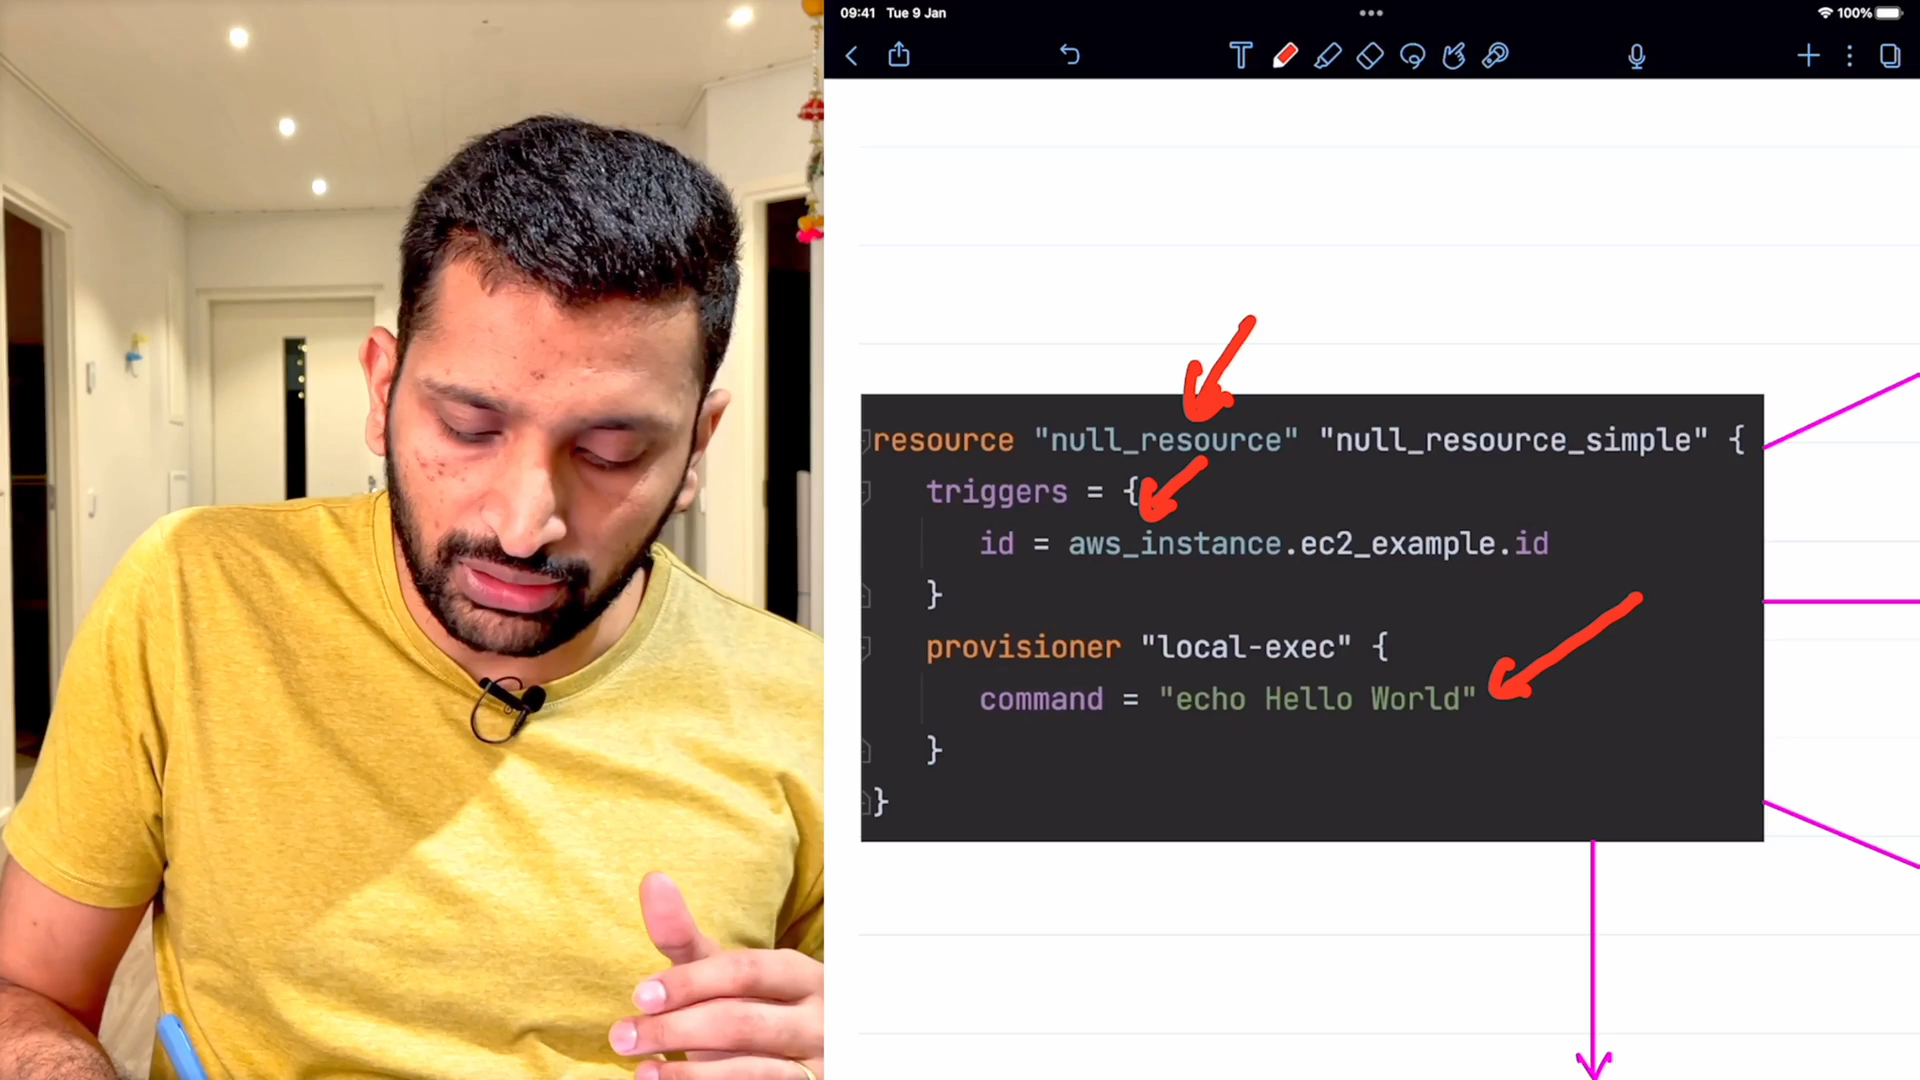 09:41 Tue 9 Jan
100%
resource "null_resource" "null_resource_simple" {
triggers = {
id = aws_instance.ec2_example.id
}
provisioner "local-exec" {
command = "echo Hello World"
}
}